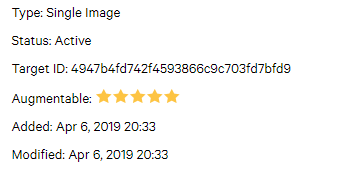 Type: Single Image
Status: Active
Target ID: 4947b4fd742f4593866c9c703fd7bfd9
Augmentable:
Added: Apr 6, 2019 20:33
Modified: Apr 6, 2019 20:33